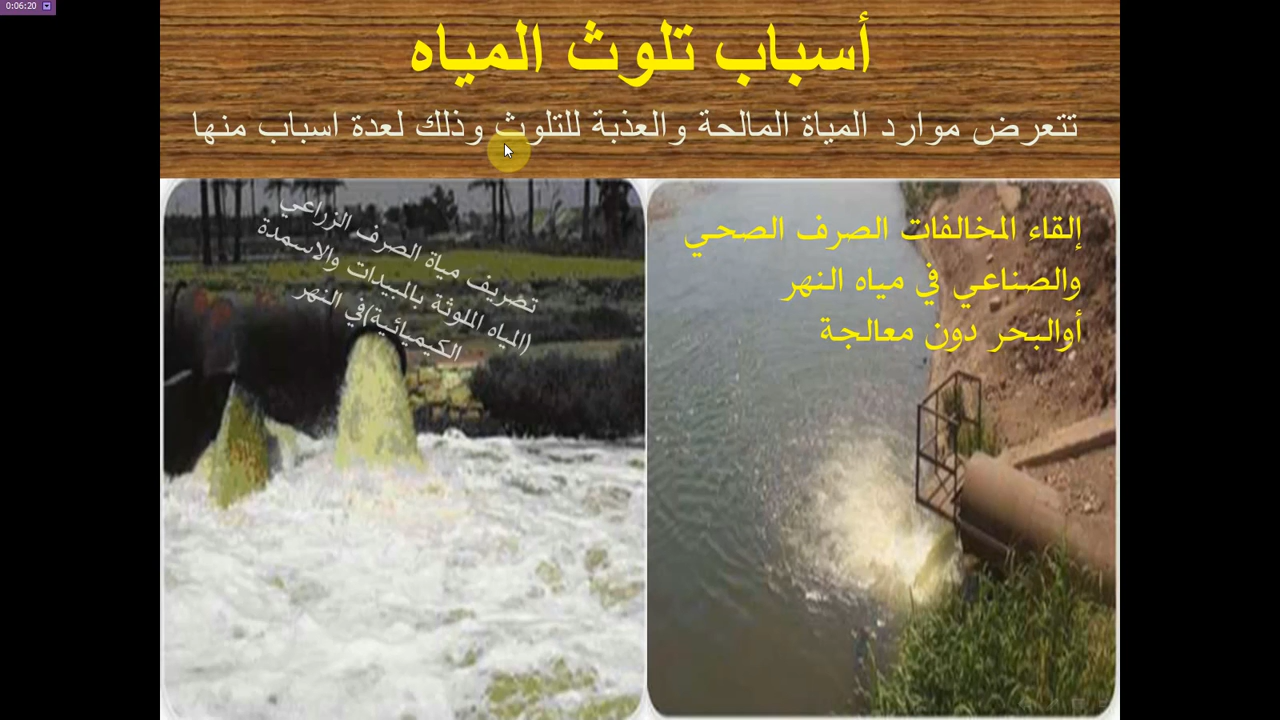 0:06:20
أسباب تلوث المياه
تتعرض موارد المياة المالحة والعذبة للتلوث وذلك لعدة اسباب منها
إلقاء المخالفات الصرف الصحي
والصناعي في مياه النهر
أوالبحر دون معالجة
تصريف مياة الصرف الزراعي
(المياه الملوثة بالمبيدات والاسمدة
الكيميائية)في النهر